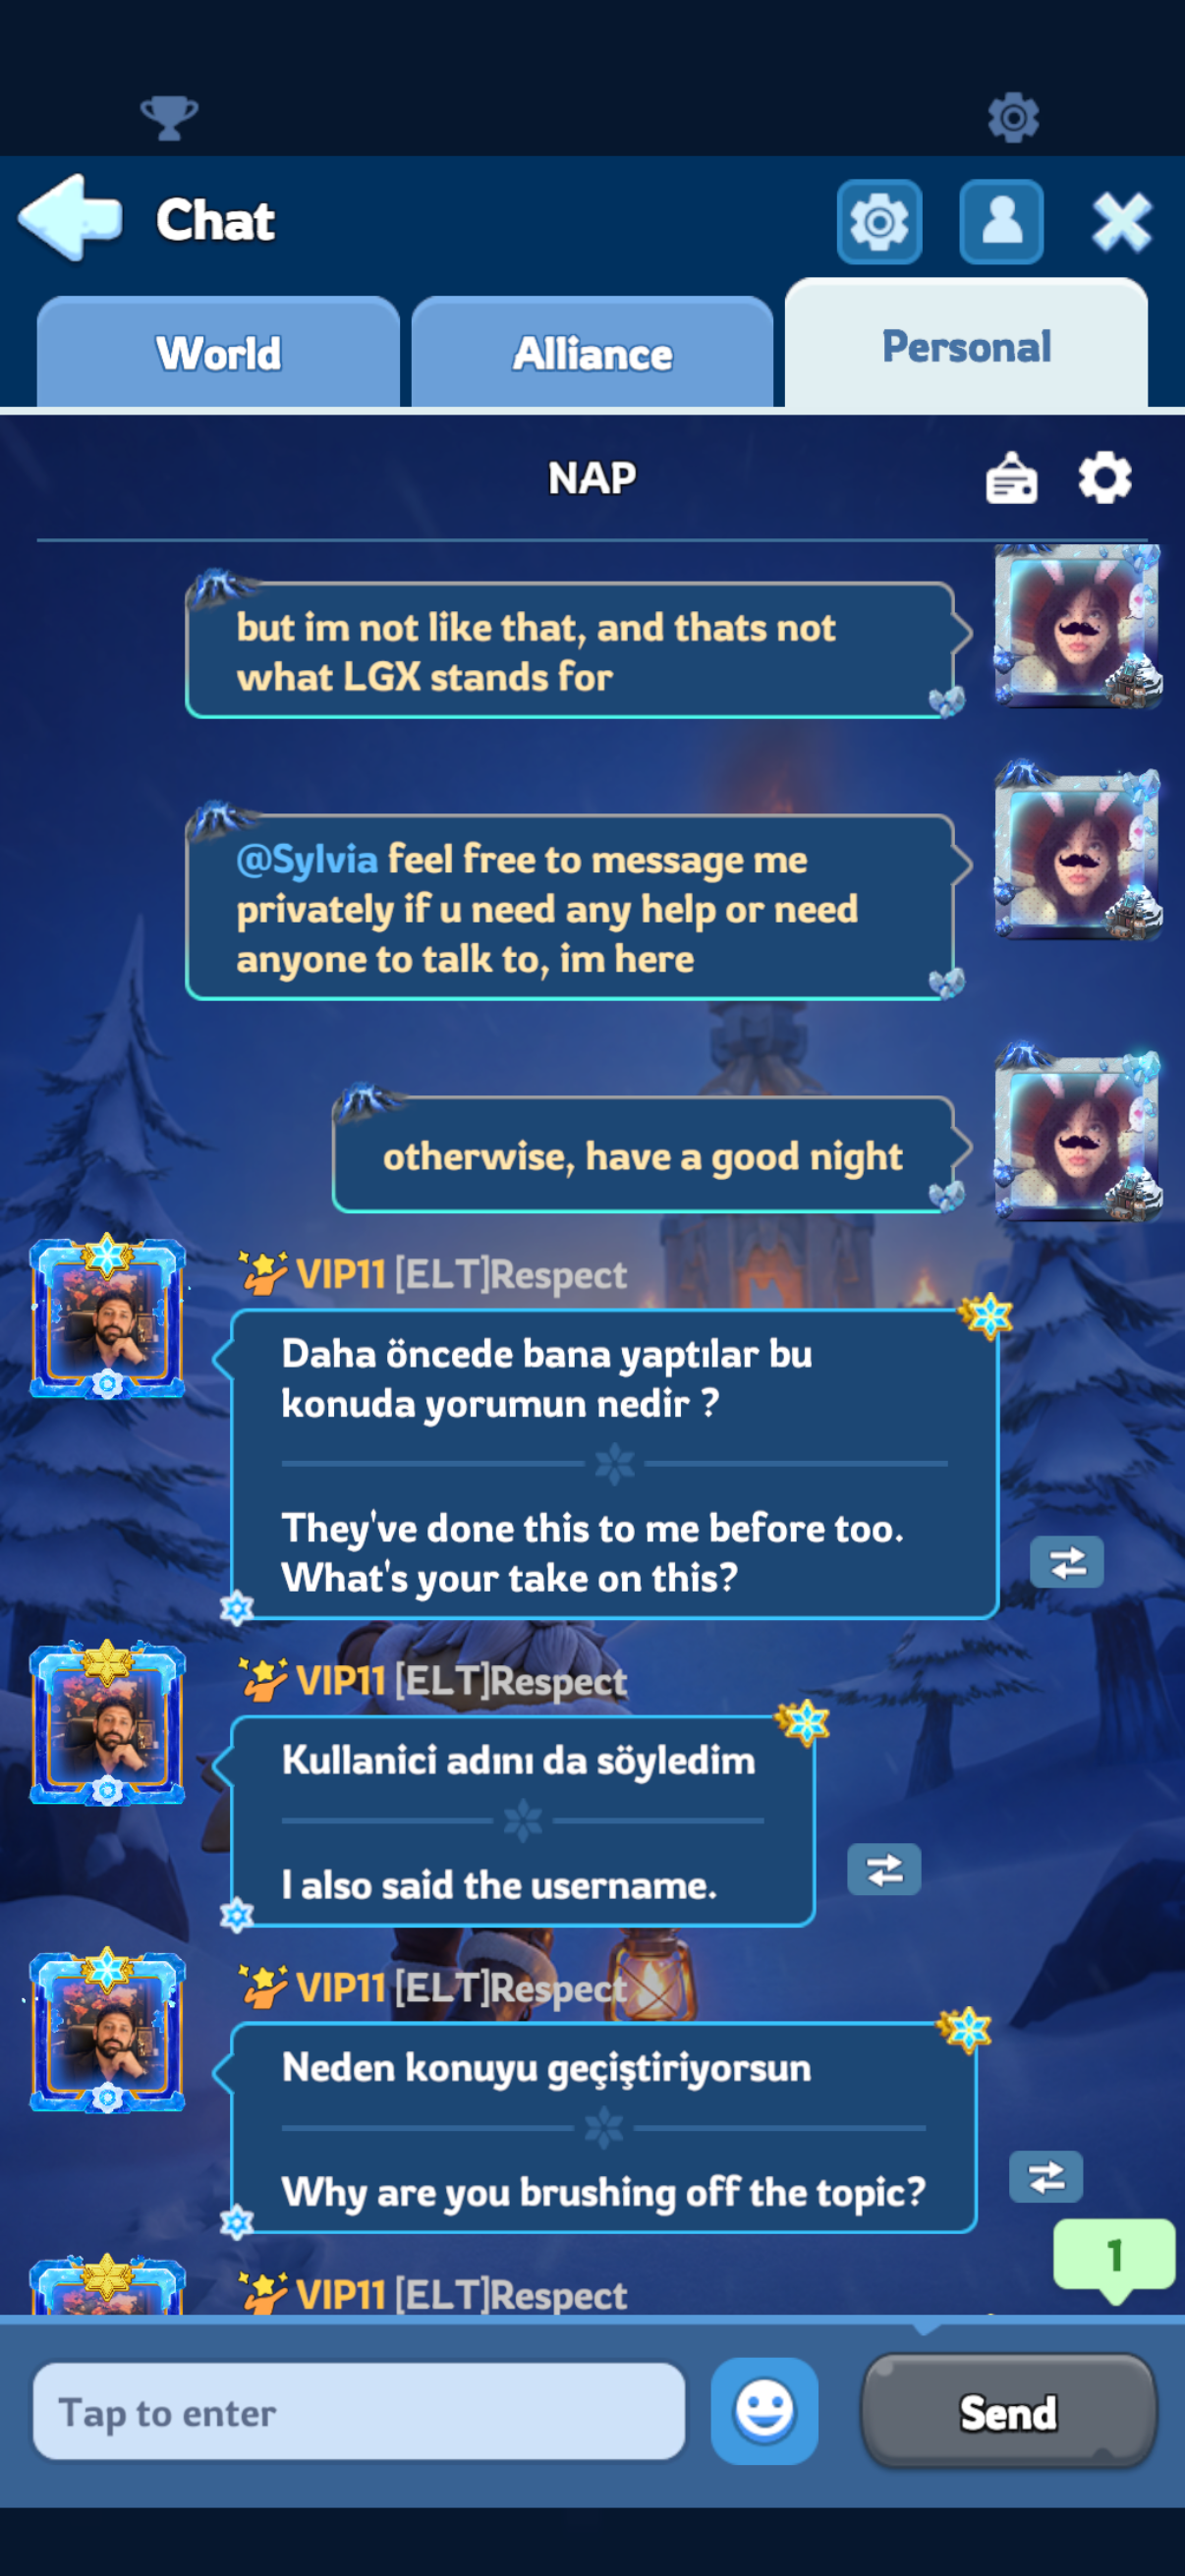 Chat
World
Alliance
Personal
NAP
but im not like that, and thats not
what LGX stands for
@Sylvia feel free to message me
privately if u need any help or need
anyone to talk to, im here
otherwise, have a good night
VIP11 [ELT]Respect
Daha öncede bana yaptılar bu
konuda yorumun nedir ?
They've done this to me before too.
What's your take on this?
VIP11 [ELT]Respect
Kullanici adını da söyledim
I also said the username.
VIP11 [ELT]Respect
Neden konuyu geçiştiriyorsun
Why are you brushing off the topic?
1
VIP11 [ELT]Respect
Tap to enter
Send